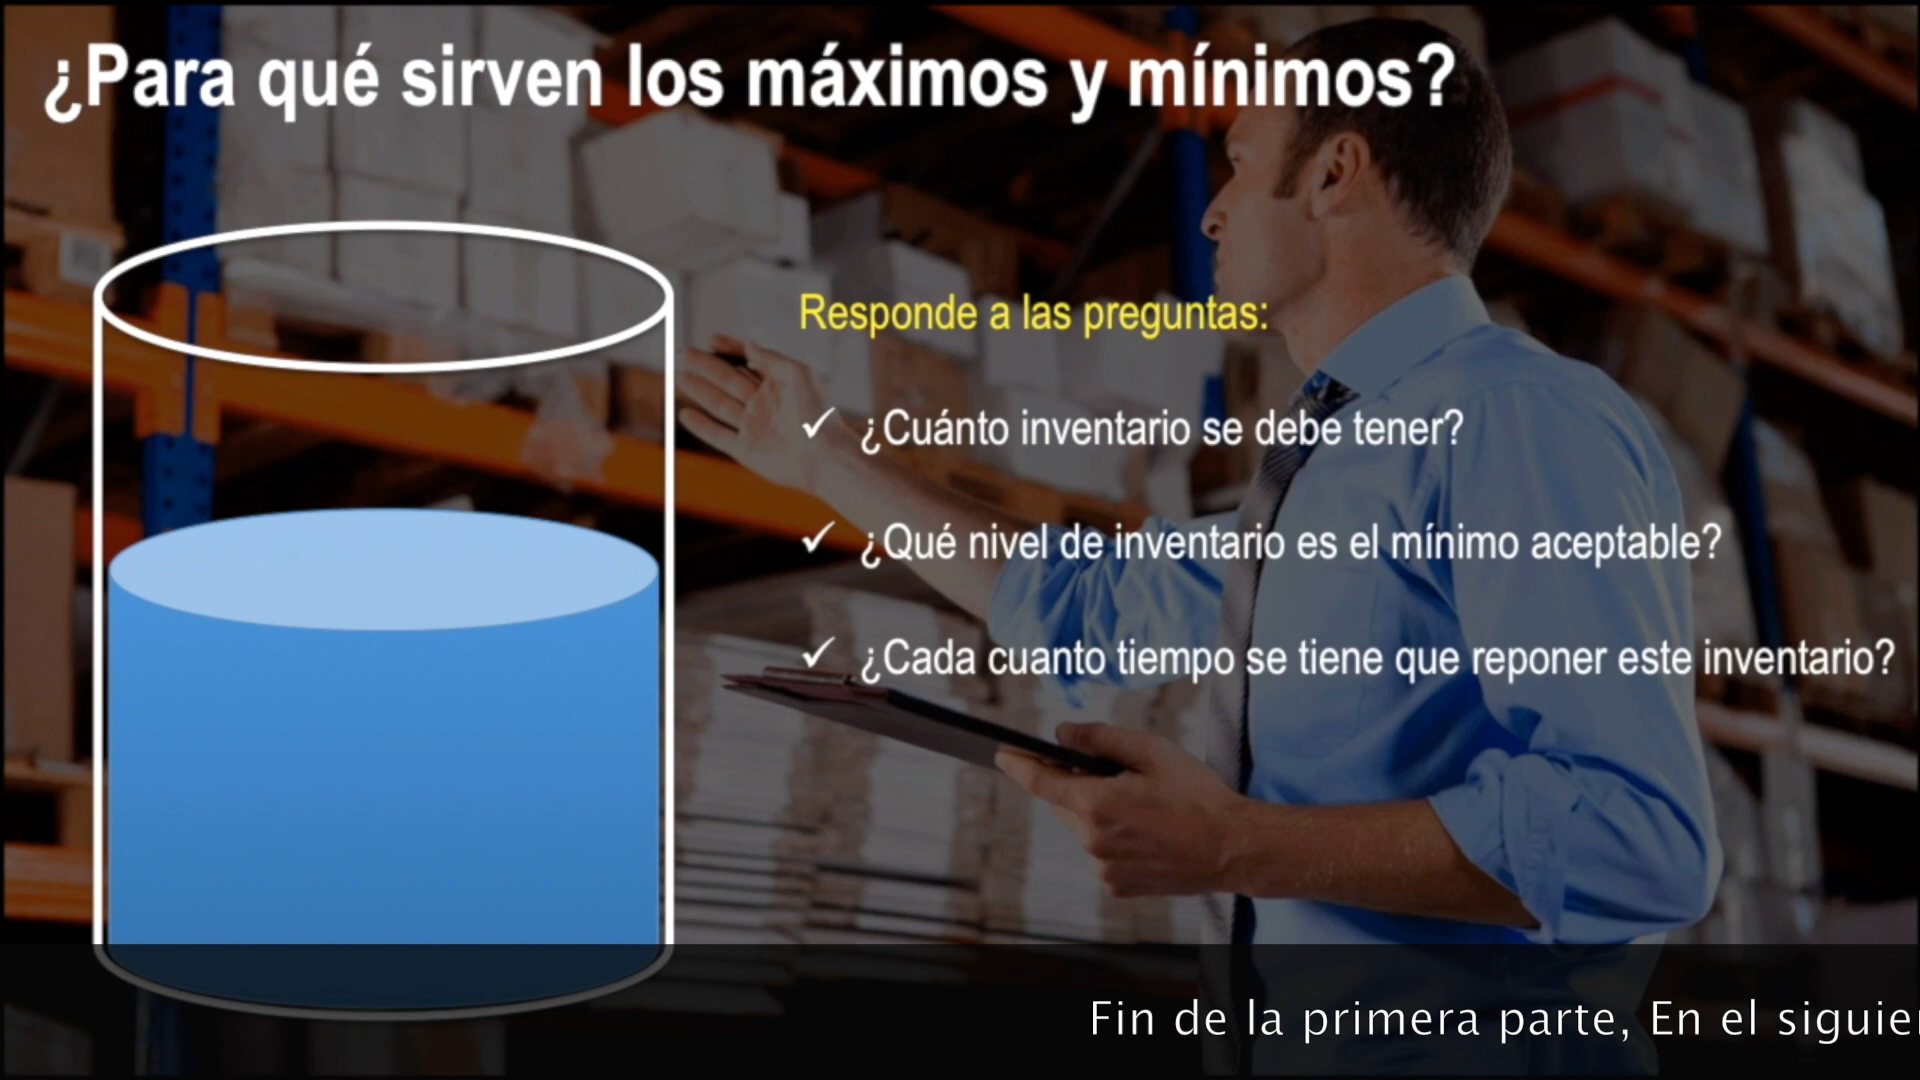 ¿Para qué sirven los máximos y mínimos?
Responde a las preguntas:
✓ ¿Cuánto inventario se debe tener?
✓ ¿Qué nivel de inventario es el mínimo aceptable?
✓ ¿Cada cuanto tiempo se tiene que reponer este inventario?
Fin de la primera parte, En el